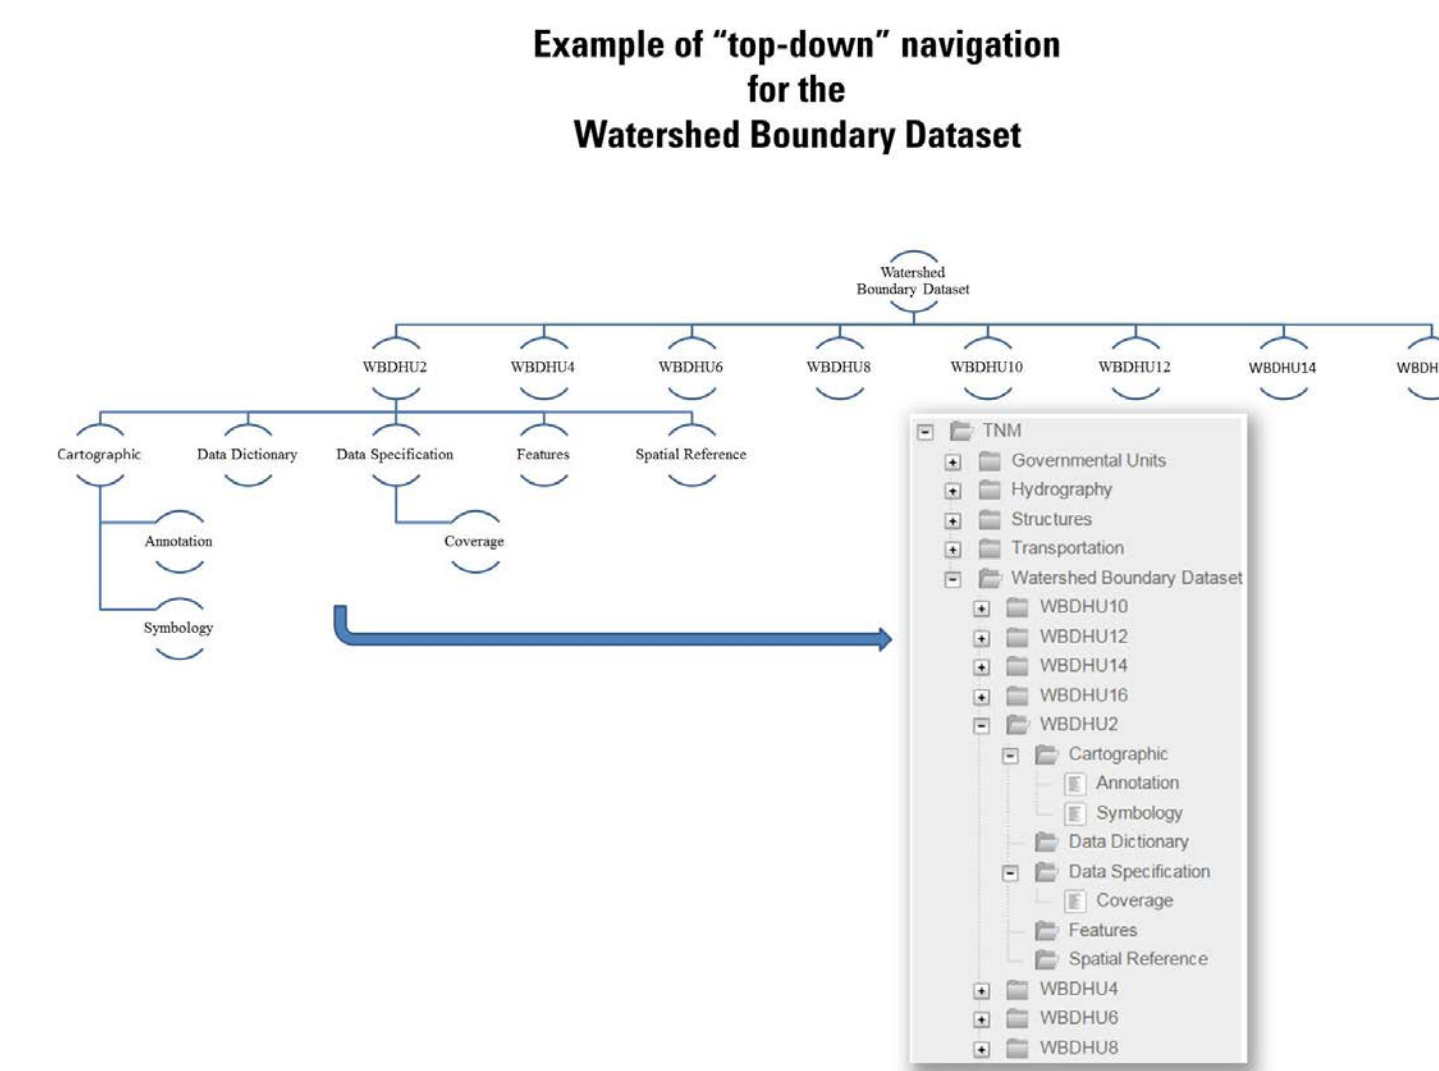 Example of “top-down” navigation
for the
Watershed Boundary Dataset
Watershed
Boundary Dataset
WBDHU2
WBDHU4
WBDHU6
WBDHU8
WBDHU10
WBDHU12
WBDHU14
WBDH
Cartographic
Data Dictionary
Data Specification
Features
Spatial Reference
Annotation
Coverage
Symbology
TNM
Governmental Units
Hydrography
Structures
Transportation
Watershed Boundary Dataset
WBDHU10
WBDHU12
WBDHU14
WBDHU16
WBDHU2
Cartographic
Annotation
Symbology
Data Dictionary
Data Specification
Coverage
Features
Spatial Reference
WBDHU4
WBDHU6
WBDHU8